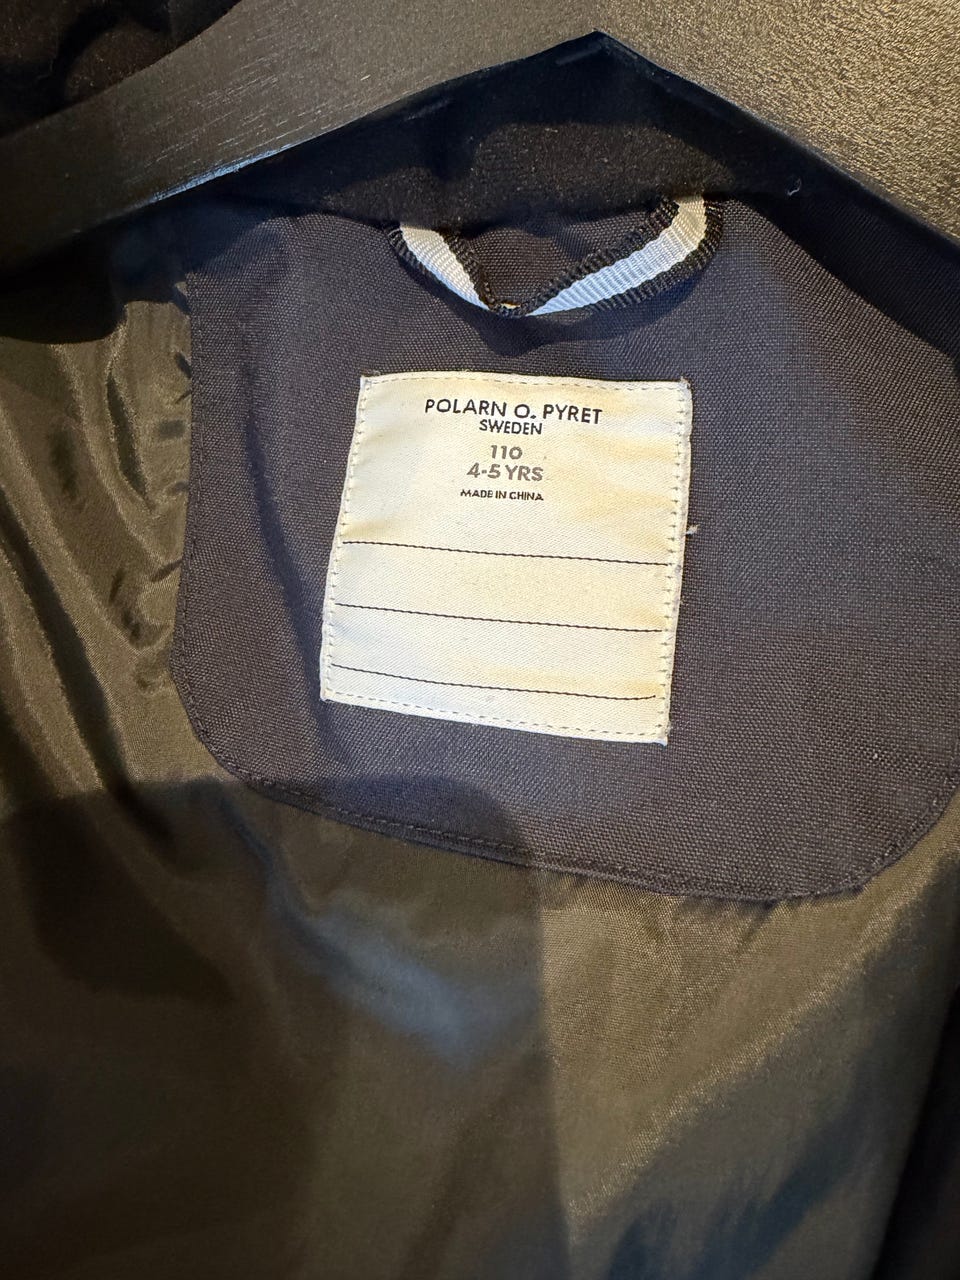 POLARN O. PYRET
SWEDEN
110
4-5 YRS
MADE IN CHINA